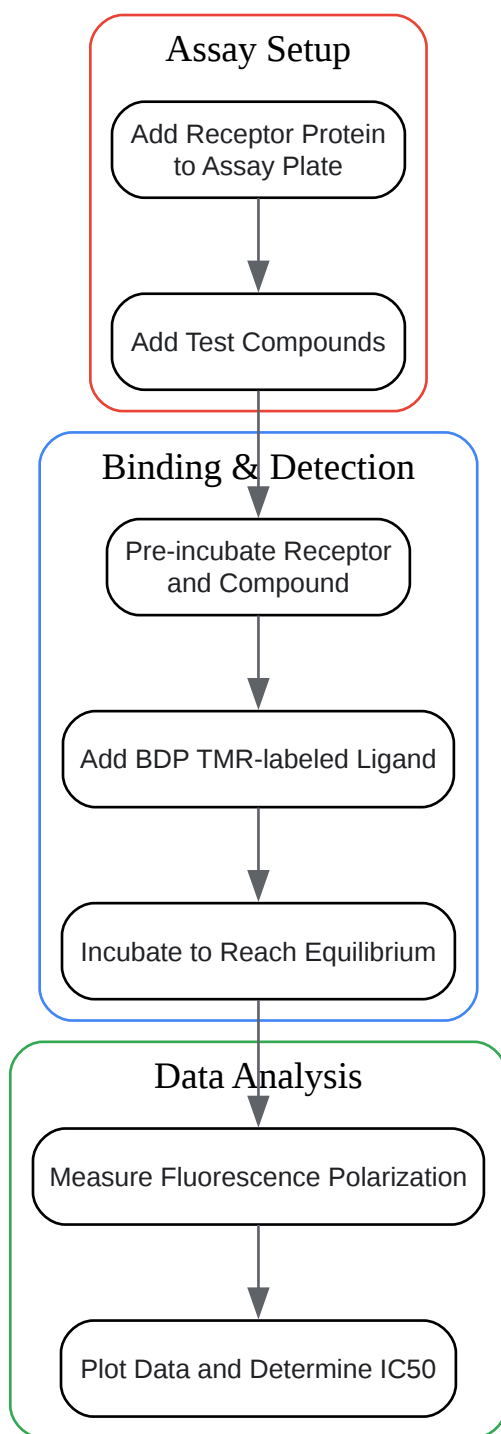 Assay Setup
Add Receptor Protein
to Assay Plate
Add Test Compounds
Binding & Detection
Pre-incubate Receptor
and Compound
Add BDP TMR-labeled Ligand
Incubate to Reach Equilibrium
Data Analysis
Measure Fluorescence Polarization
Plot Data and Determine IC50